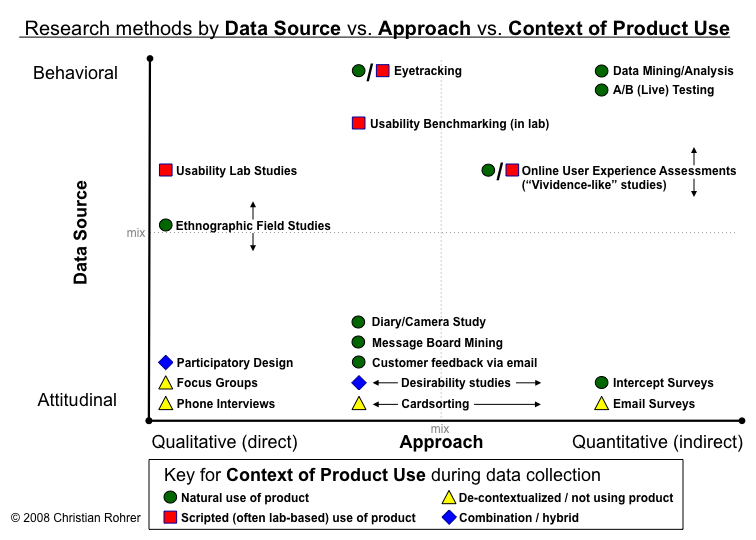 Research methods by Data Source vs. Approach vs. Context of Product Use
Behavioral
/ Eyetracking
Data Mining/Analysis
A/B (Live) Testing
Usability Benchmarking (in lab)
Usability Lab Studies
/ Online User Experience Assessments
("Vividence-like" studies)
Data Source
Ethnographic Field Studies
mix
Diary/Camera Study
Message Board Mining
Participatory Design
Customer feedback via email
Focus Groups
Desirability studies
Intercept Surveys
Attitudinal
Phone Interviews
Cardsorting
Email Surveys
mix
Qualitative (direct)
Approach
Quantitative (indirect)
Key for Context of Product Use during data collection
Natural use of product
De-contextualized / not using product
Scripted (often lab-based) use of product
Combination / hybrid
© 2008 Christian Rohrer